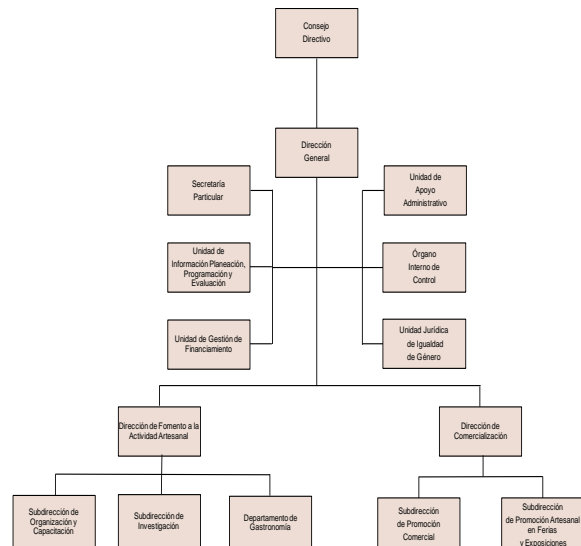 Consejo
Directivo
Dirección
General
Secretaría
Particular
Unidad de
Apoyo
Administrativo
Unidad de
Información Planeación,
Programación y
Evaluación
Órgano
Interno de
Control
Unidad de Gestión de
Financiamiento
Unidad Jurídica
de Igualdad
de Género
Dirección de Fomento a la
Actividad Artesanal
Dirección de
Comercialización
Subdirección de
Organización y
Capacitación
Subdirección de
Investigación
Departamento de
Gastronomía
Subdirección
de Promoción
Comercial
Subdirección
de Promoción Artesanal
en Ferias
y Exposiciones